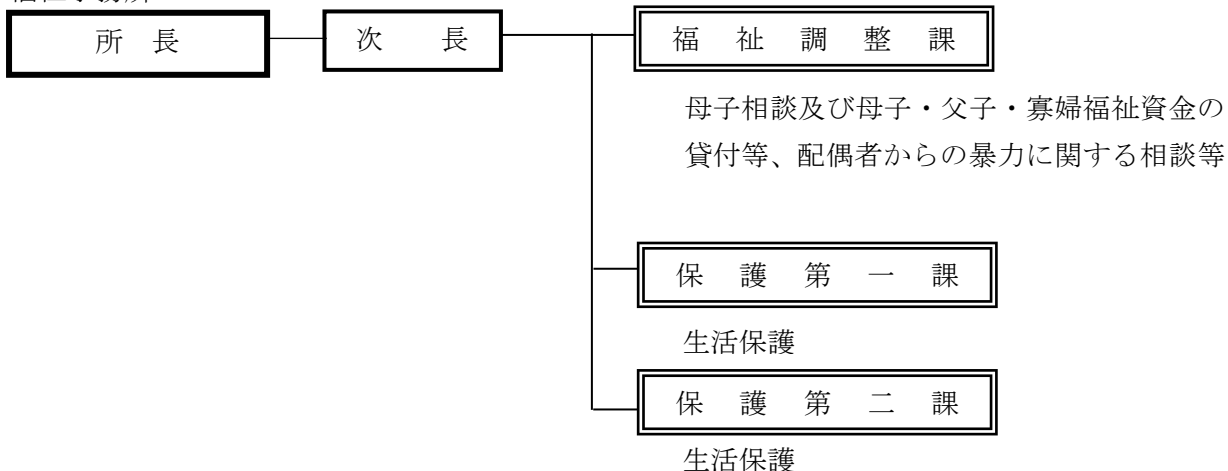 所長 次長 福祉調整課
母子相談及び母子・父子・寡婦福祉資金の
貸付等、配偶者からの暴力に関する相談等
保護第一課
生活保護
保護第二課
生活保護